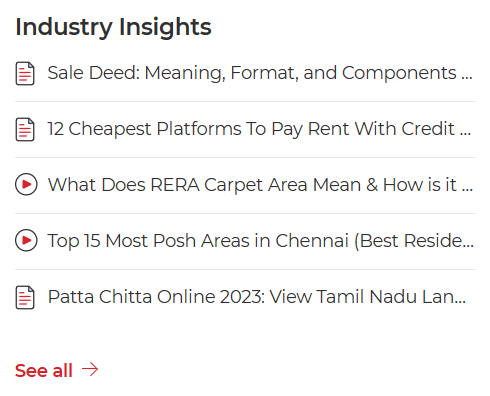 Industry Insights
Sale Deed: Meaning, Format, and Components ...
12 Cheapest Platforms To Pay Rent With Credit ...
What Does RERA Carpet Area Mean & How is it ...
Top 15 Most Posh Areas in Chennai (Best Reside...
Patta Chitta Online 2023: View Tamil Nadu Lan...
See all →